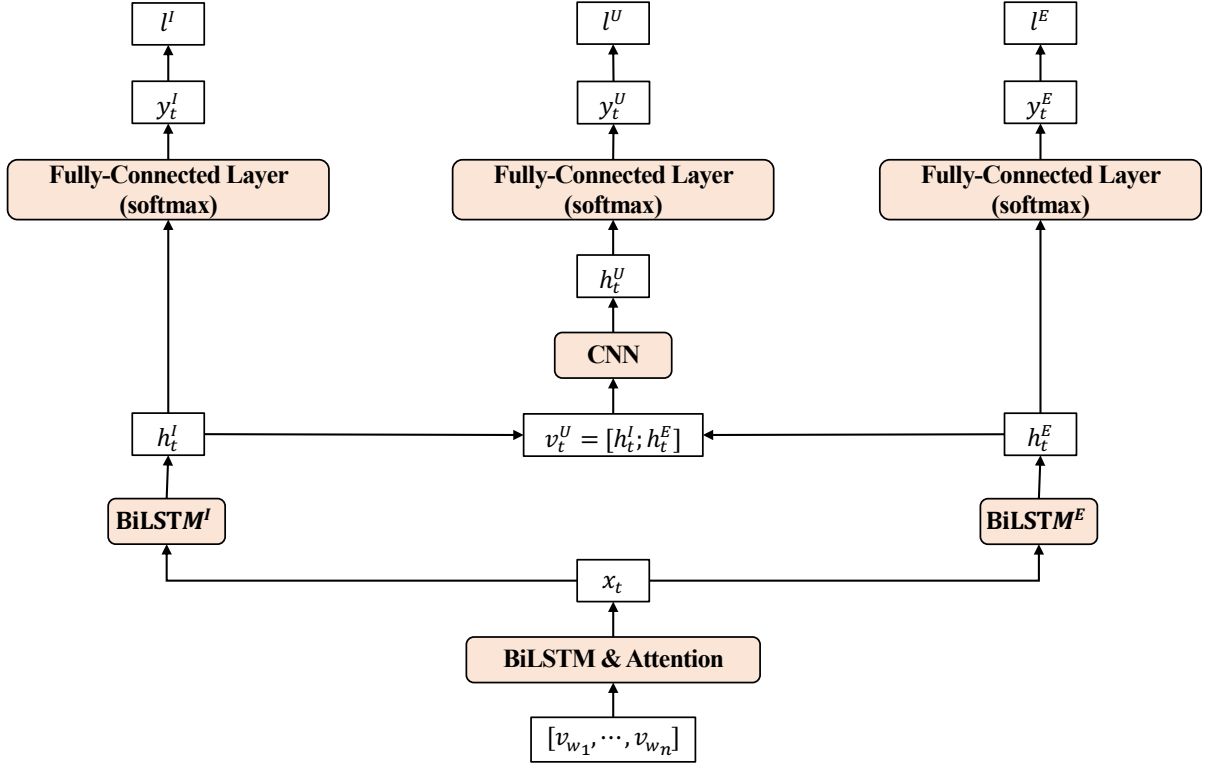 l^I
l^U
l^E
y_t^I
y_t^U
y_t^E
Fully-Connected Layer
(softmax)
Fully-Connected Layer
(softmax)
Fully-Connected Layer
(softmax)
h_t^U
CNN
h_t^I
v_t^U = [h_t^I; h_t^E]
h_t^E
BiLSTM^I
BiLSTM^E
x_t
BiLSTM & Attention
[v_{w_1}, ⋯, v_{w_n}]